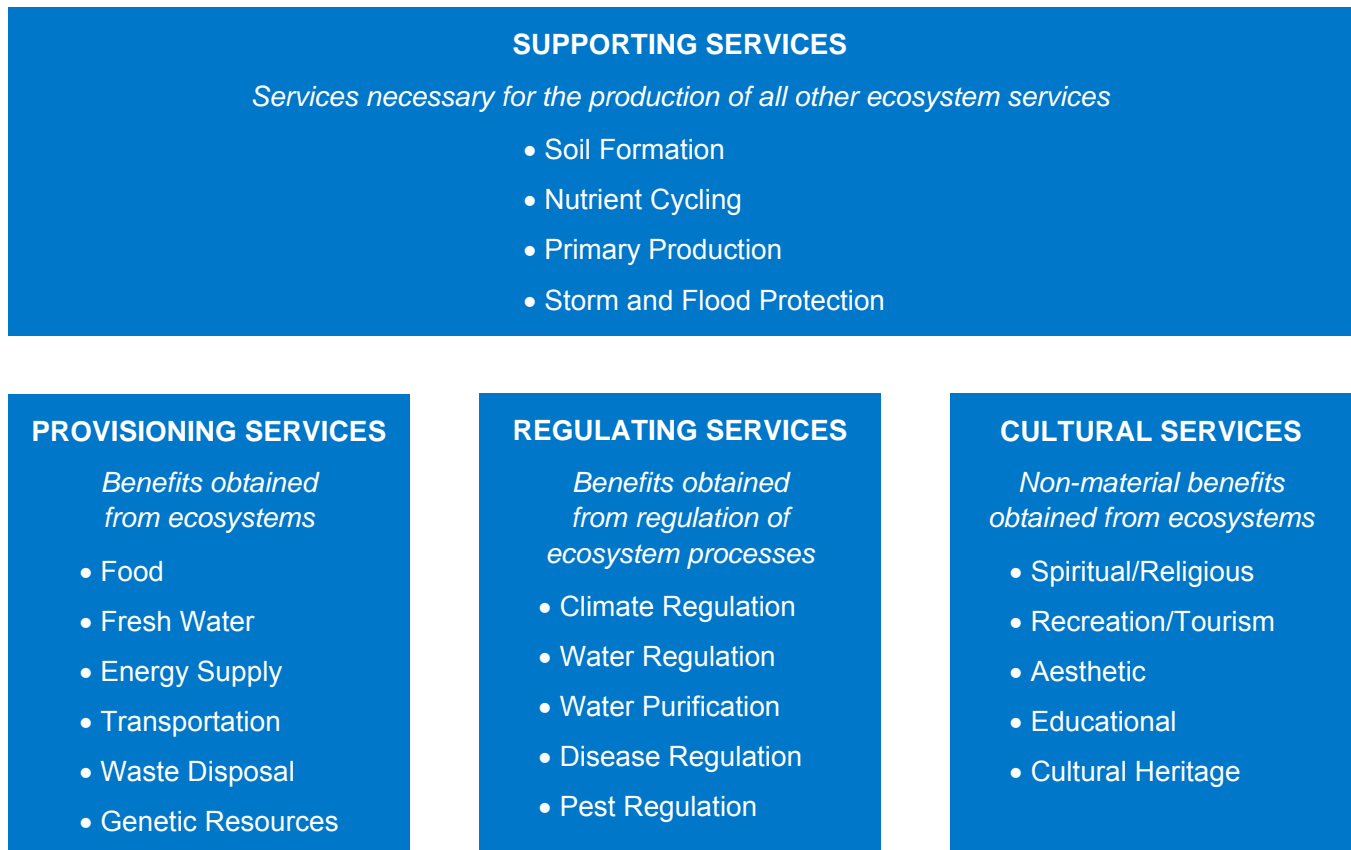 SUPPORTING SERVICES
Services necessary for the production of all other ecosystem services
• Soil Formation
• Nutrient Cycling
• Primary Production
• Storm and Flood Protection
PROVISIONING SERVICES
Benefits obtained
from ecosystems
• Food
• Fresh Water
• Energy Supply
• Transportation
• Waste Disposal
• Genetic Resources
REGULATING SERVICES
Benefits obtained
from regulation of
ecosystem processes
• Climate Regulation
• Water Regulation
• Water Purification
• Disease Regulation
• Pest Regulation
CULTURAL SERVICES
Non-material benefits
obtained from ecosystems
• Spiritual/Religious
• Recreation/Tourism
• Aesthetic
• Educational
• Cultural Heritage